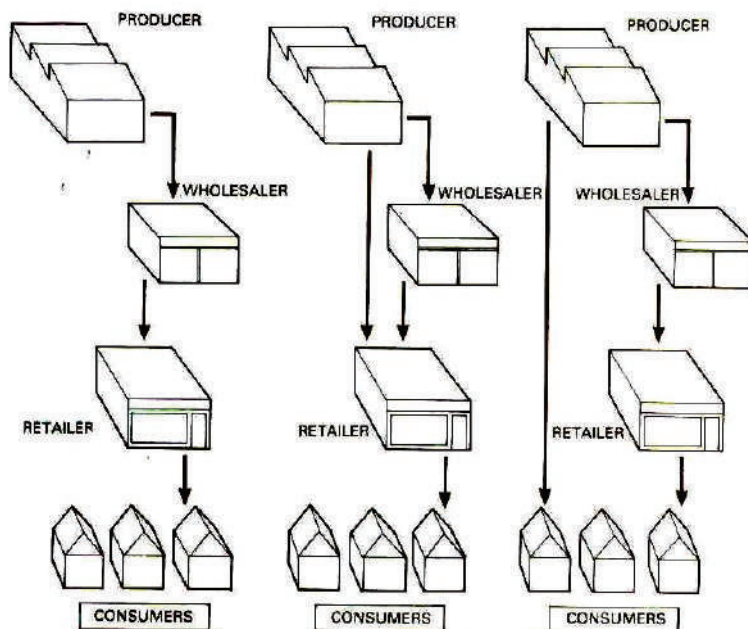 PRODUCER
PRODUCER
PRODUCER
WHOLESALER
WHOLESALER
WHOLESALER
RETAILER
RETAILER
RETAILER
CONSUMERS
CONSUMERS
CONSUMERS